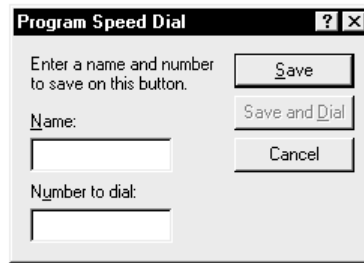 Program Speed Dial
Enter a name and number
to save on this button.
Name:
Number to dial:
Save
Save and Dial
Cancel